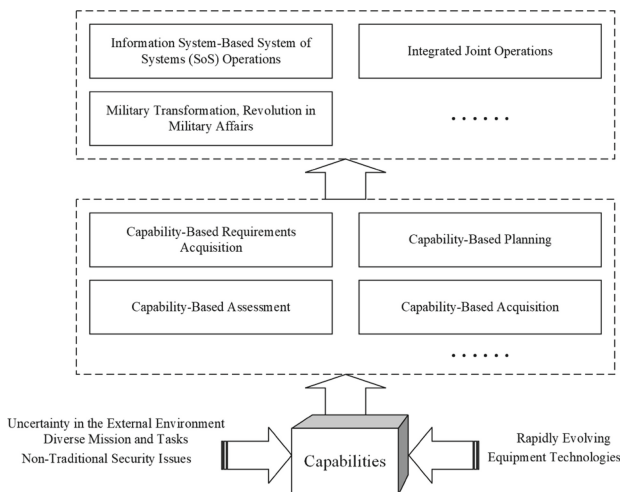 Information System-Based System of
Systems (SoS) Operations
Integrated Joint Operations
Military Transformation, Revolution in
Military Affairs
......
Capability-Based Requirements
Acquisition
Capability-Based Planning
Capability-Based Assessment
Capability-Based Acquisition
......
Uncertainty in the External Environment
Diverse Mission and Tasks
Non-Traditional Security Issues
Capabilities
Rapidly Evolving
Equipment Technologies